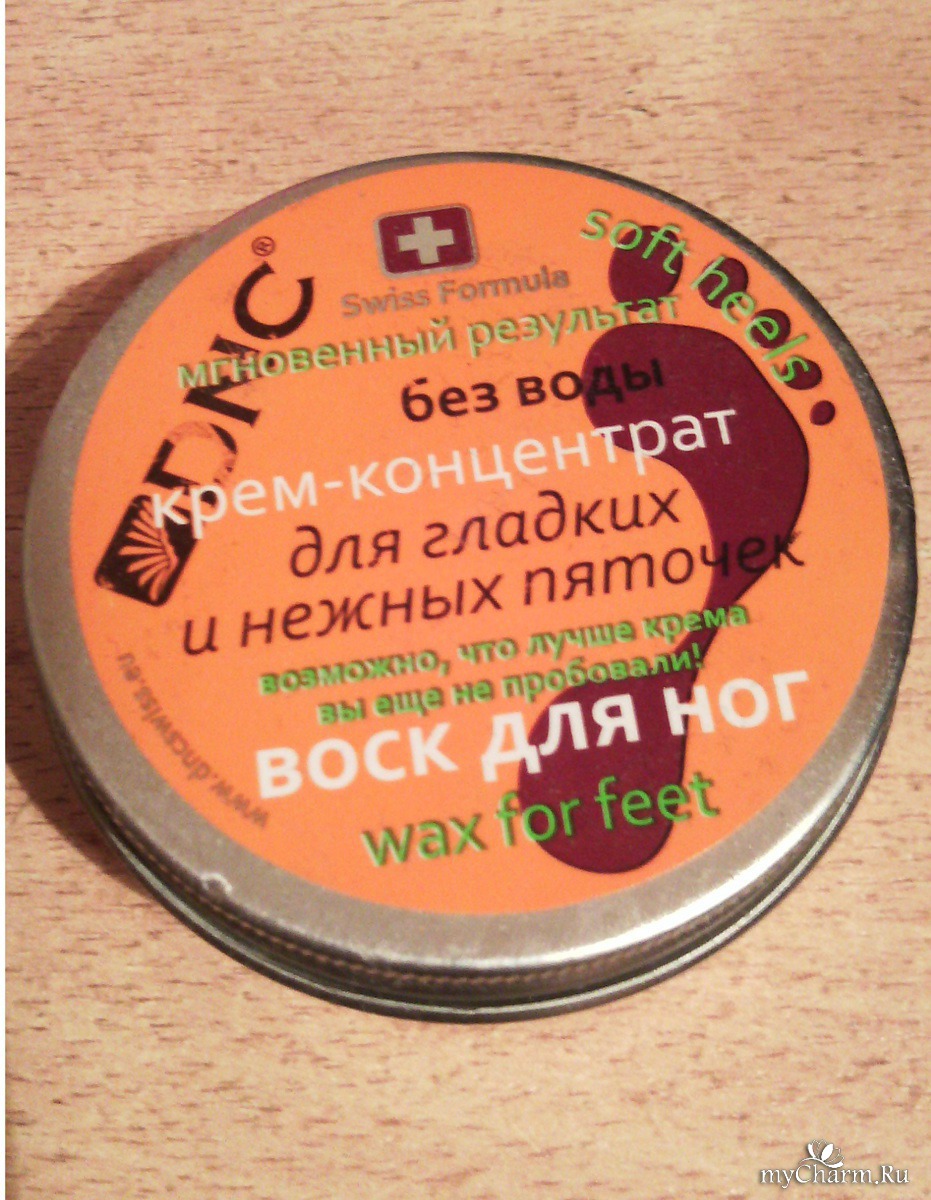 DNC®
Swiss Formula
soft heels
мгновенный результат
без воды
крем-концентрат
для гладких
и нежных пяточек
возможно, что лучше крема
вы еще не пробовали!
воск для ног
wax for feet
www.dncswiss.eu
myCharm.Ru